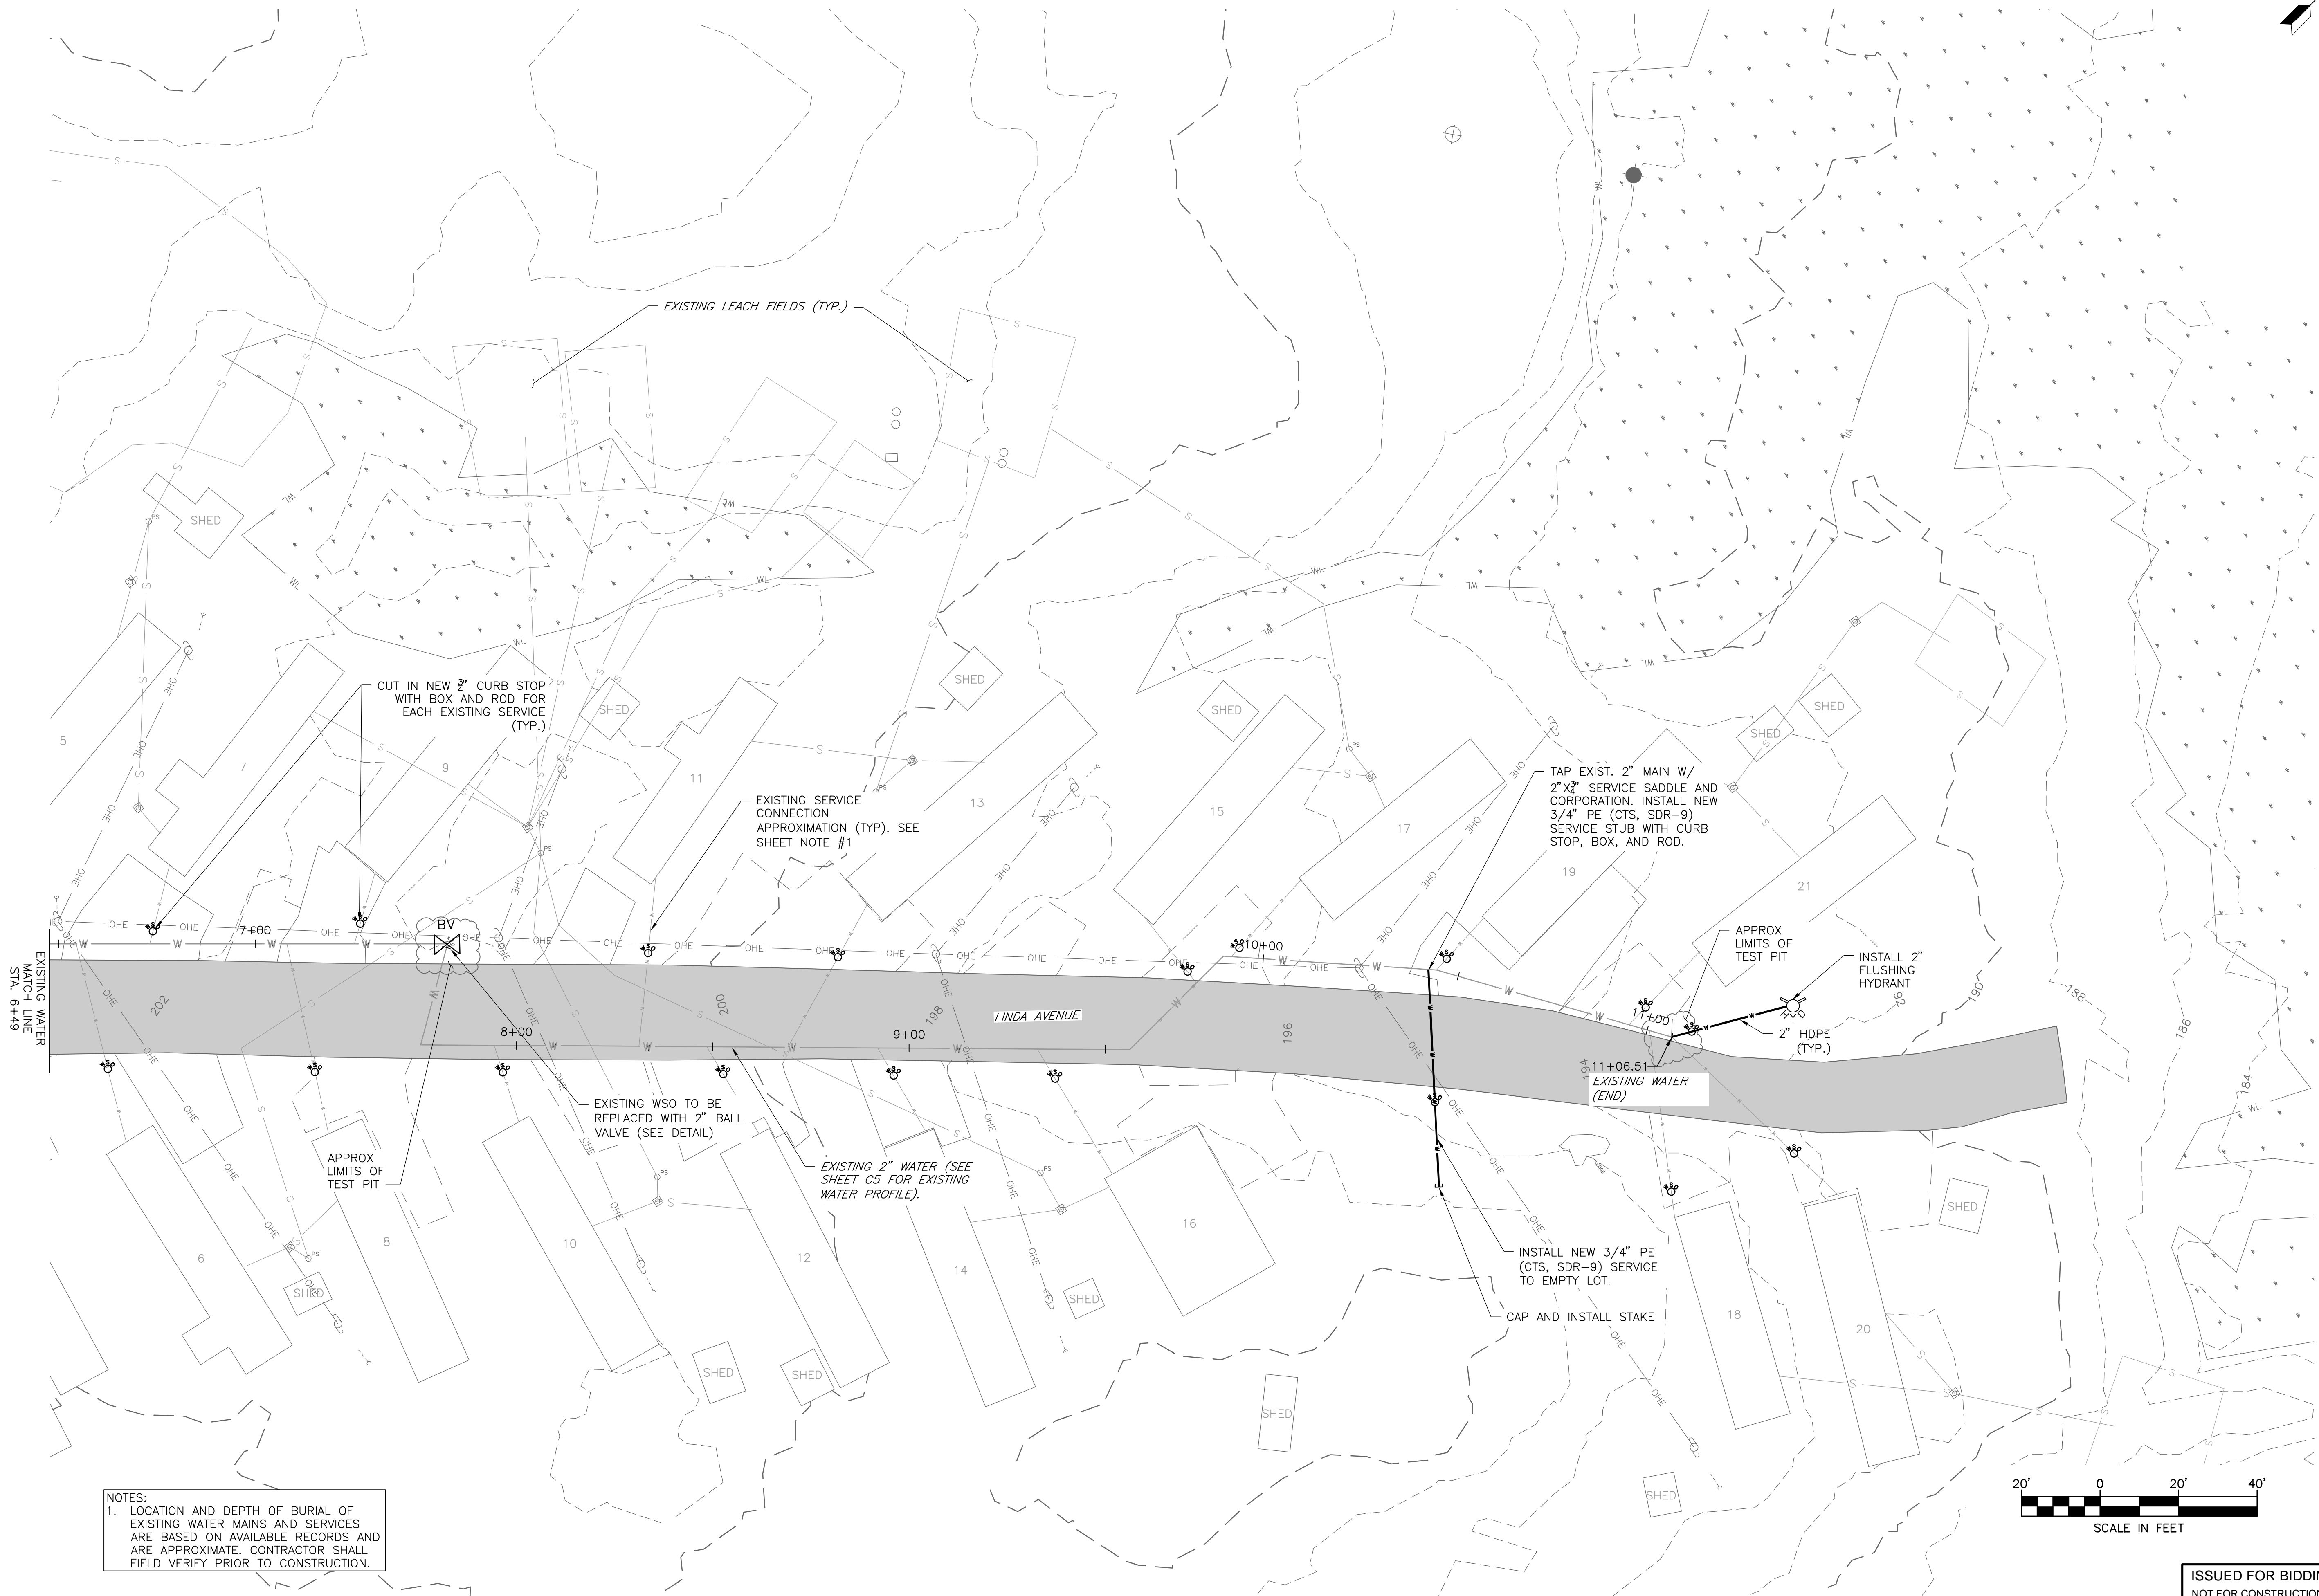 EXISTING LEACH FIELDS (TYP.)
SHED
CUT IN NEW 3/4" CURB STOP
WITH BOX AND ROD FOR
EACH EXISTING SERVICE
(TYP.)
SHED
SHED
SHED
SHED
SHED
5
7
9
11
13
15
17
19
21
EXISTING SERVICE
CONNECTION
APPROXIMATION (TYP). SEE
SHEET NOTE #1
TAP EXIST. 2" MAIN W/
2"X3/4" SERVICE SADDLE AND
CORPORATION. INSTALL NEW
3/4" PE (CTS, SDR-9)
SERVICE STUB WITH CURB
STOP, BOX, AND ROD.
APPROX
LIMITS OF
TEST PIT
INSTALL 2"
FLUSHING
HYDRANT
2" HDPE
(TYP.)
BV
7+00
8+00
9+00
10+00
11+00
EXISTING WATER
MATCH LINE
STA. 6+49
202
200
198
LINDA AVENUE
196
194
92
190
188
186
184
11+06.51
EXISTING WATER
(END)
EXISTING WSO TO BE
REPLACED WITH 2" BALL
VALVE (SEE DETAIL)
APPROX
LIMITS OF
TEST PIT
EXISTING 2" WATER (SEE
SHEET C5 FOR EXISTING
WATER PROFILE).
6
8
10
12
14
16
18
20
INSTALL NEW 3/4" PE
(CTS, SDR-9) SERVICE
TO EMPTY LOT.
CAP AND INSTALL STAKE
SHED
SHED
SHED
SHED
SHED
SHED
SHED
NOTES:
1. LOCATION AND DEPTH OF BURIAL OF
EXISTING WATER MAINS AND SERVICES
ARE BASED ON AVAILABLE RECORDS AND
ARE APPROXIMATE. CONTRACTOR SHALL
FIELD VERIFY PRIOR TO CONSTRUCTION.
20' 0 20' 40'
SCALE IN FEET
ISSUED FOR
NOT FOR